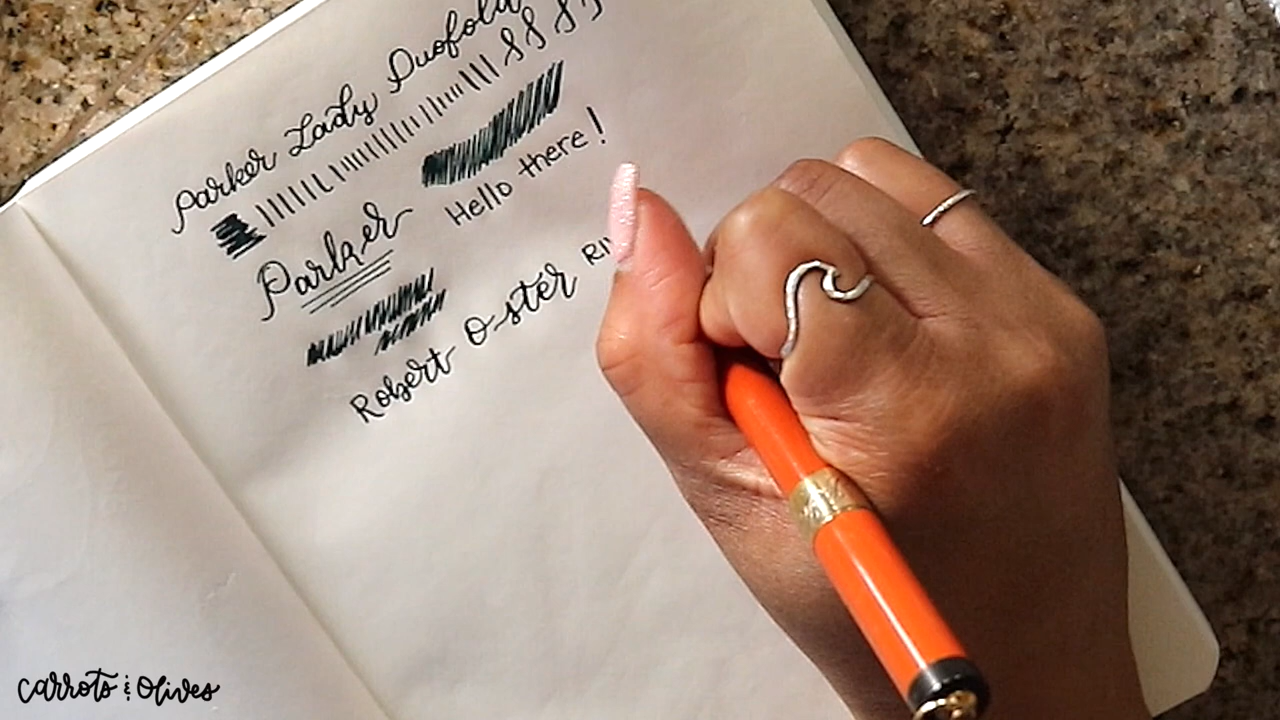 Parker Lady Duofold
Parker
Hello there!
Robert Oster
carrots & Olives